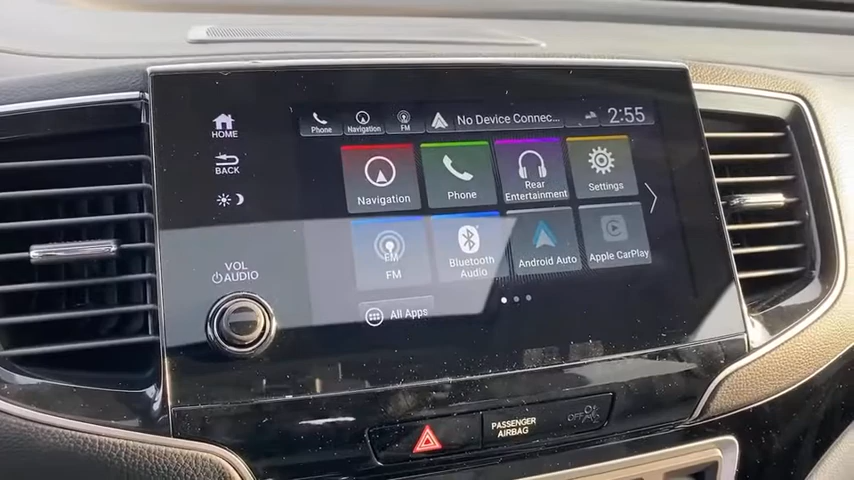 HOME
BACK
VOL
AUDIO
Phone
Navigation
FM
No Device Connec...
2:55
Navigation
Phone
Rear
Entertainment
Settings
FM
FM
Bluetooth
Audio
Android Auto
Apple CarPlay
All Apps
PASSENGER
AIRBAG
OFF